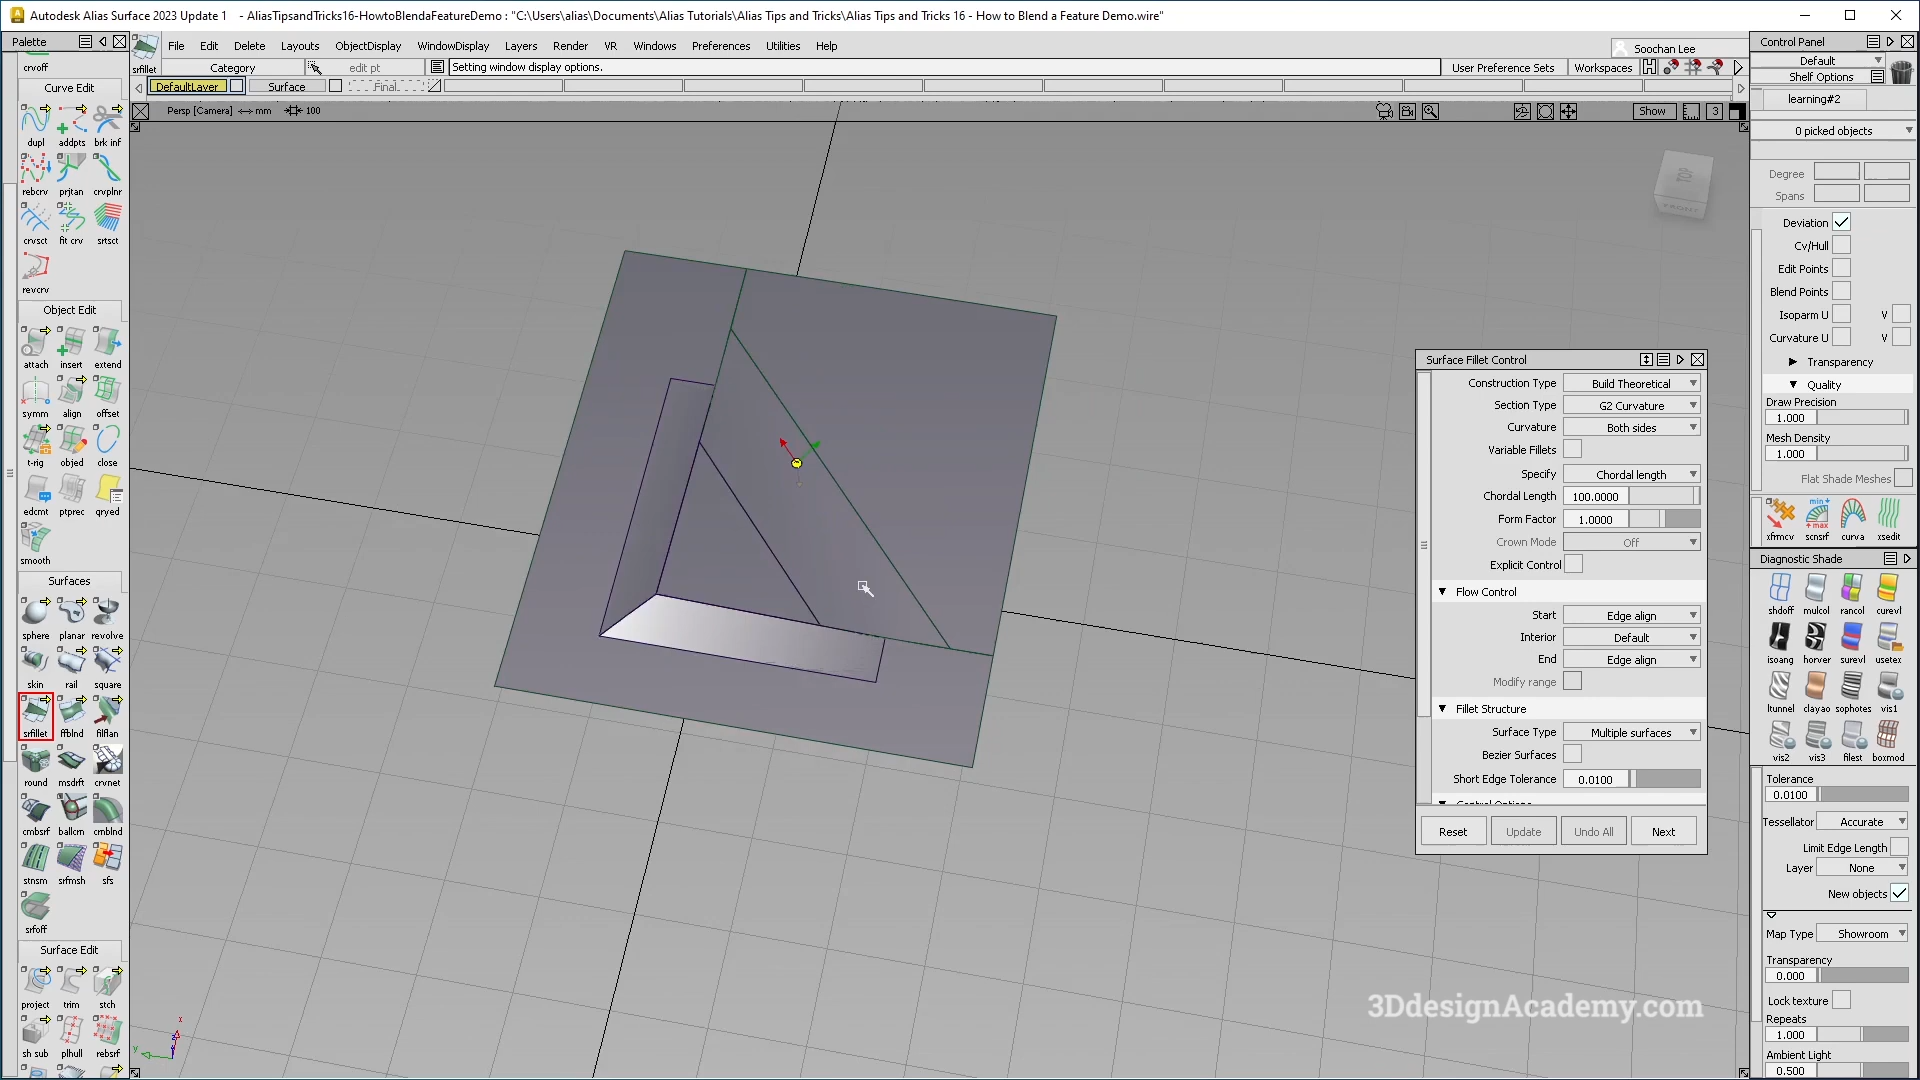 Autodesk Alias Surface 2023 Update 1 - AliasTipsandTricks16-HowtoBlendaFeatureDemo : "C:\Users\alias\Documents\Alias Tutorials\Alias Tips and Tricks\Alias Tips and Tricks 16 - How to Blend a Feature Demo.wire"
Palette
srfillet
File Edit Delete Layouts ObjectDisplay WindowDisplay Layers Render VR Windows Preferences Utilities Help
Soochan Lee
Category
edit pt
Setting window display options.
User Preference Sets
Workspaces
DefaultLayer
Surface
Final
Persp [Camera] mm 100
Show
3
TOP
FRONT
crvoff
Curve Edit
dupl addpts brk inf
rebcrv prjtan crvplnr
crvsct fit crv srtsct
revcrv
Object Edit
attach insert extend
symm align offset
t-rig objed close
edcmt ptprec qryed
smooth
Surfaces
sphere planar revolve
skin rail square
srfillet ffblnd filflan
round msdrft crvnet
cmbsrf ballcrn cmblnd
stnsm srfmsh sfs
srfoff
Surface Edit
project trim stch
sh sub plhull rebsrf
x
z
y
Surface Fillet Control
Construction Type Build Theoretical
Section Type G2 Curvature
Curvature Both sides
Variable Fillets
Specify Chordal length
Chordal Length 100.0000
Form Factor 1.0000
Crown Mode Off
Explicit Control
Flow Control
Start Edge align
Interior Default
End Edge align
Modify range
Fillet Structure
Surface Type Multiple surfaces
Bezier Surfaces
Short Edge Tolerance 0.0100
Control Options
Reset Update Undo All Next
3DdesignAcademy.com
Control Panel
Default
Shelf Options
learning#2
0 picked objects
Degree
Spans
Deviation
Cv/Hull
Edit Points
Blend Points
Isoparm U V
Curvature U V
Transparency
Quality
Draw Precision
1.000
Mesh Density
1.000
Flat Shade Meshes
min+
+max
xfrmcv scnsrf curva xsedit
Diagnostic Shade
shdoff mulcol rancol curevl
isoang horver surevl usetex
ltunnel clayao sophotes vis1
vis2 vis3 filest boxmod
Tolerance
0.0100
Tessellator Accurate
Limit Edge Length
Layer None
New objects
Map Type Showroom
Transparency
0.000
Lock texture
Repeats
1.000
Ambient Light
0.500